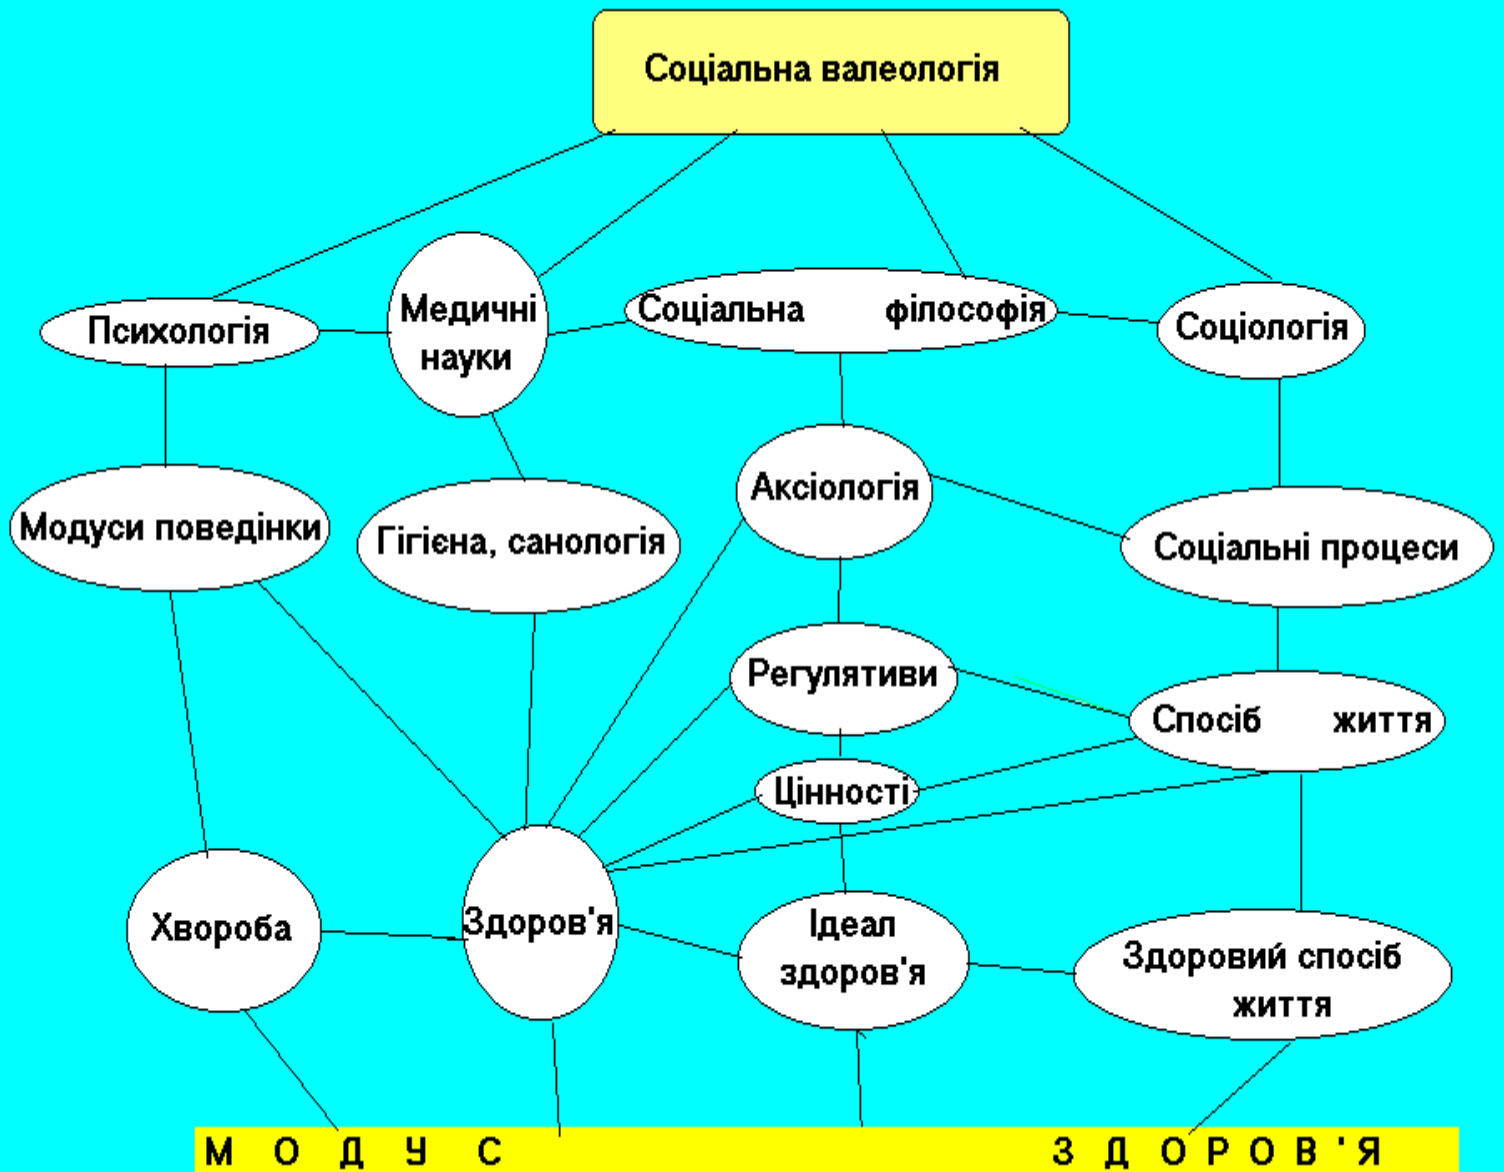 Соціальна валеологія
Психологія
Медичні
науки
Соціальна філософія
Соціологія
Модуси поведінки
Гігієна, санологія
Аксіологія
Соціальні процеси
Регулятиви
Спосіб життя
Цінності
Хвороба
Здоров'я
Ідеал
здоров'я
Здоровий спосіб
життя
М О Д У С З Д О Р О В ' Я